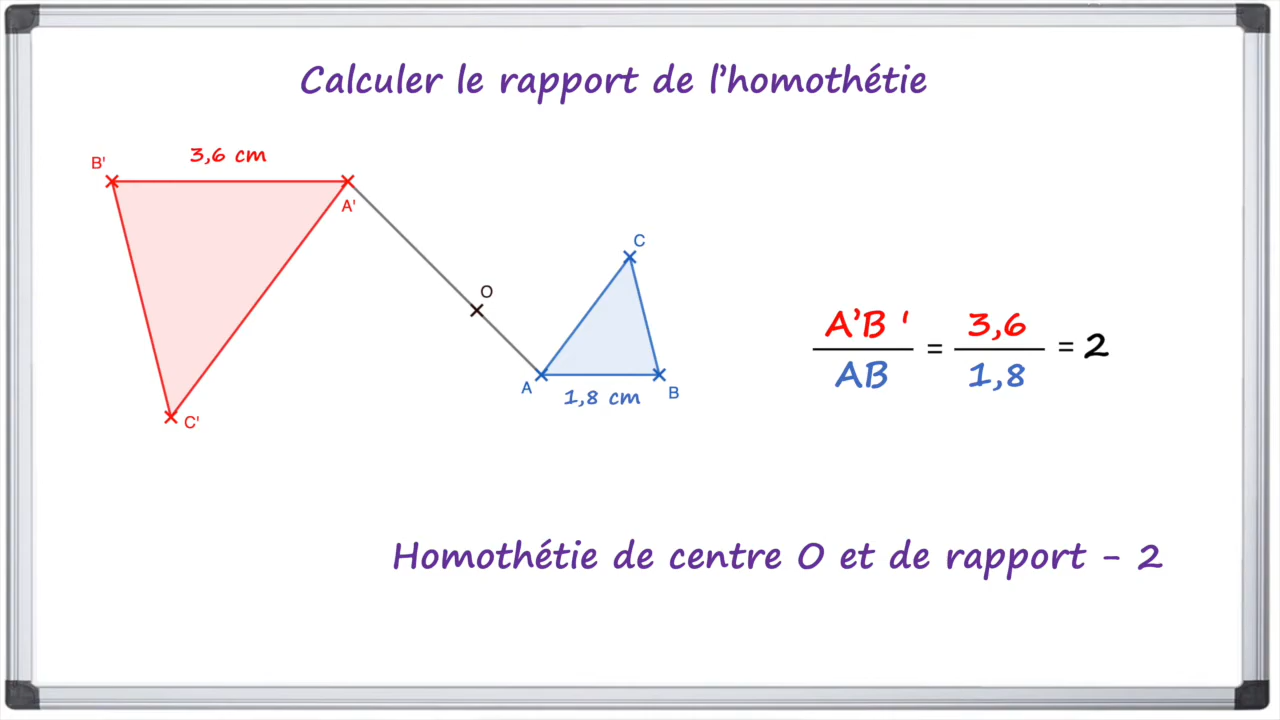 Calculer le rapport de l'homothétie
B' 3,6 cm
A'
C
O
A'B ' = 3,6 = 2
AB 1,8
A 1,8 cm B
C'
Homothétie de centre O et de rapport - 2